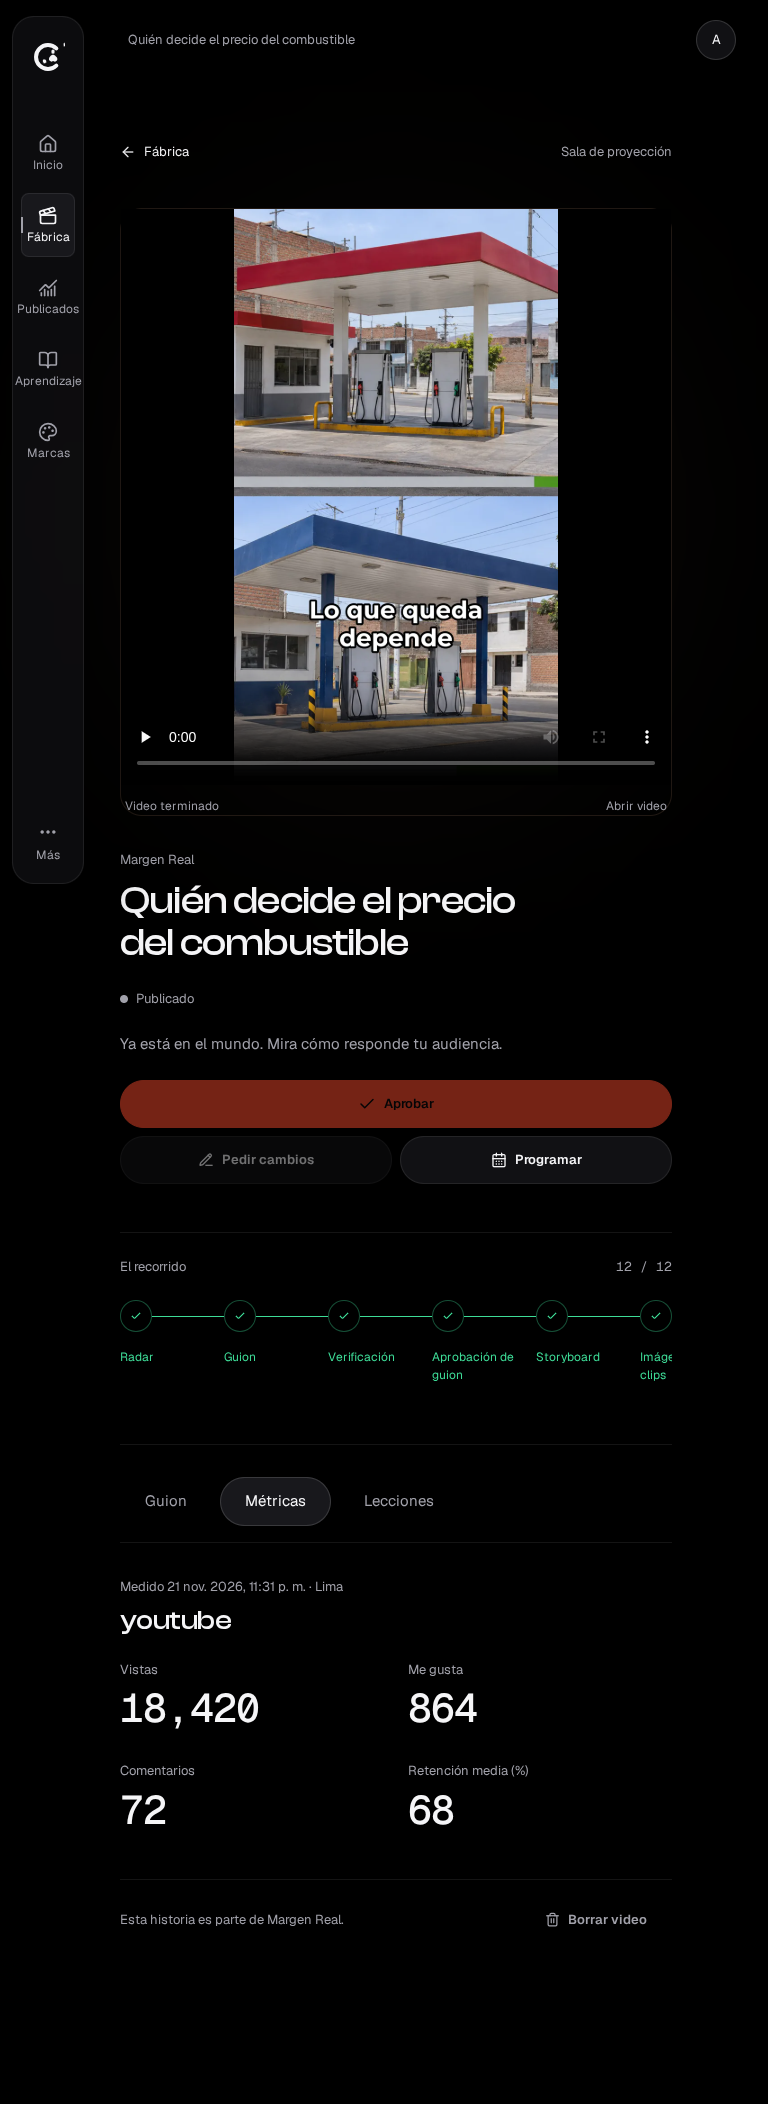 Quién decide el precio del combustible
A
Inicio
Fábrica
Publicados
Aprendizaje
Marcas
Más
Fábrica
Sala de proyección
Lo que queda
depende
0:00
Video terminado
Abrir video
Margen Real
Quién decide el precio
del combustible
Publicado
Ya está en el mundo. Mira cómo responde tu audiencia.
Aprobar
Pedir cambios
Programar
El recorrido
12 / 12
Radar
Guion
Verificación
Aprobación de
guion
Storyboard
Imáge
clips
Guion
Métricas
Lecciones
Medido 21 nov. 2026, 11:31 p. m. · Lima
youtube
Vistas
Me gusta
18,420
864
Comentarios
Retención media (%)
72
68
Esta historia es parte de Margen Real.
Borrar video